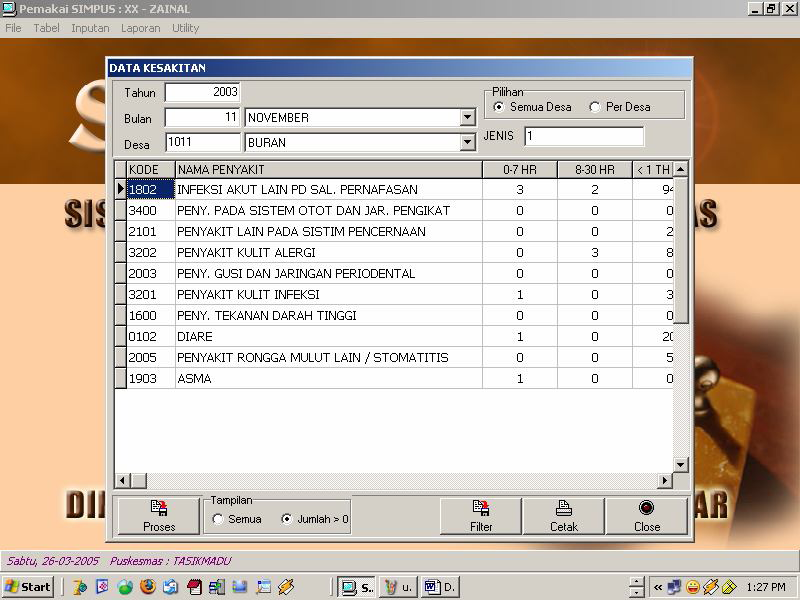 Pemakai SIMPUS : XX - ZAINAL
File Tabel Inputan Laporan Utility
DATA KESAKITAN
Tahun 2003
Bulan 11 NOVEMBER
Desa 1011 BURAN
Pilihan
Semua Desa Per Desa
JENIS 1
KODE NAMA PENYAKIT 0-7 HR 8-30 HR < 1 TH
1802 INFEKSI AKUT LAIN PD SAL. PERNAFASAN 3 2 94
3400 PENY. PADA SISTEM OTOT DAN JAR. PENGIKAT 0 0 0
2101 PENYAKIT LAIN PADA SISTIM PENCERNAAN 0 0 2
3202 PENYAKIT KULIT ALERGI 0 3 8
2003 PENY. GUSI DAN JARINGAN PERIODENTAL 0 0 0
3201 PENYAKIT KULIT INFEKSI 1 0 3
1600 PENY. TEKANAN DARAH TINGGI 0 0 0
0102 DIARE 1 0 20
2005 PENYAKIT RONGGA MULUT LAIN / STOMATITIS 0 0 5
1903 ASMA 1 0 0
Proses
Tampilan
Semua Jumlah > 0
Filter Cetak Close
Sabtu, 26-03-2005 Puskesmas : TASIKMADU
Start S.. u. D. « 1:27 PM